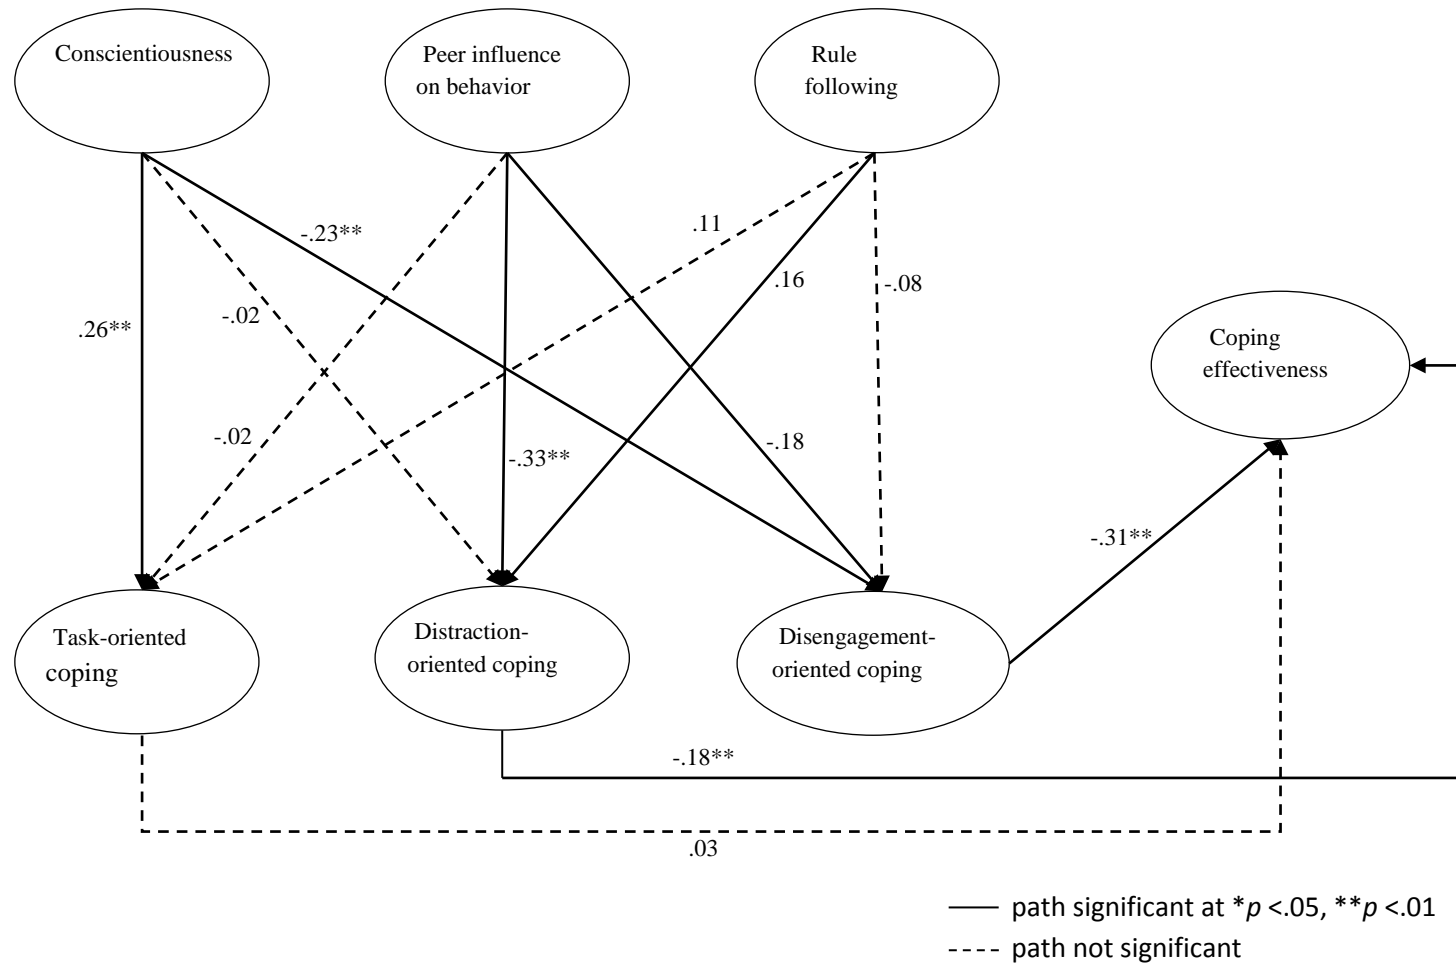 Conscientiousness
Peer influence
on behavior
Rule
following
-.23**
.11
.16
-.08
-.02
.26**
Coping
effectiveness
-.02
-.33**
-.18
-.31**
Task-oriented
coping
Distraction-
oriented coping
Disengagement-
oriented coping
-.18**
.03
path significant at *p <.05, **p <.01
path not significant